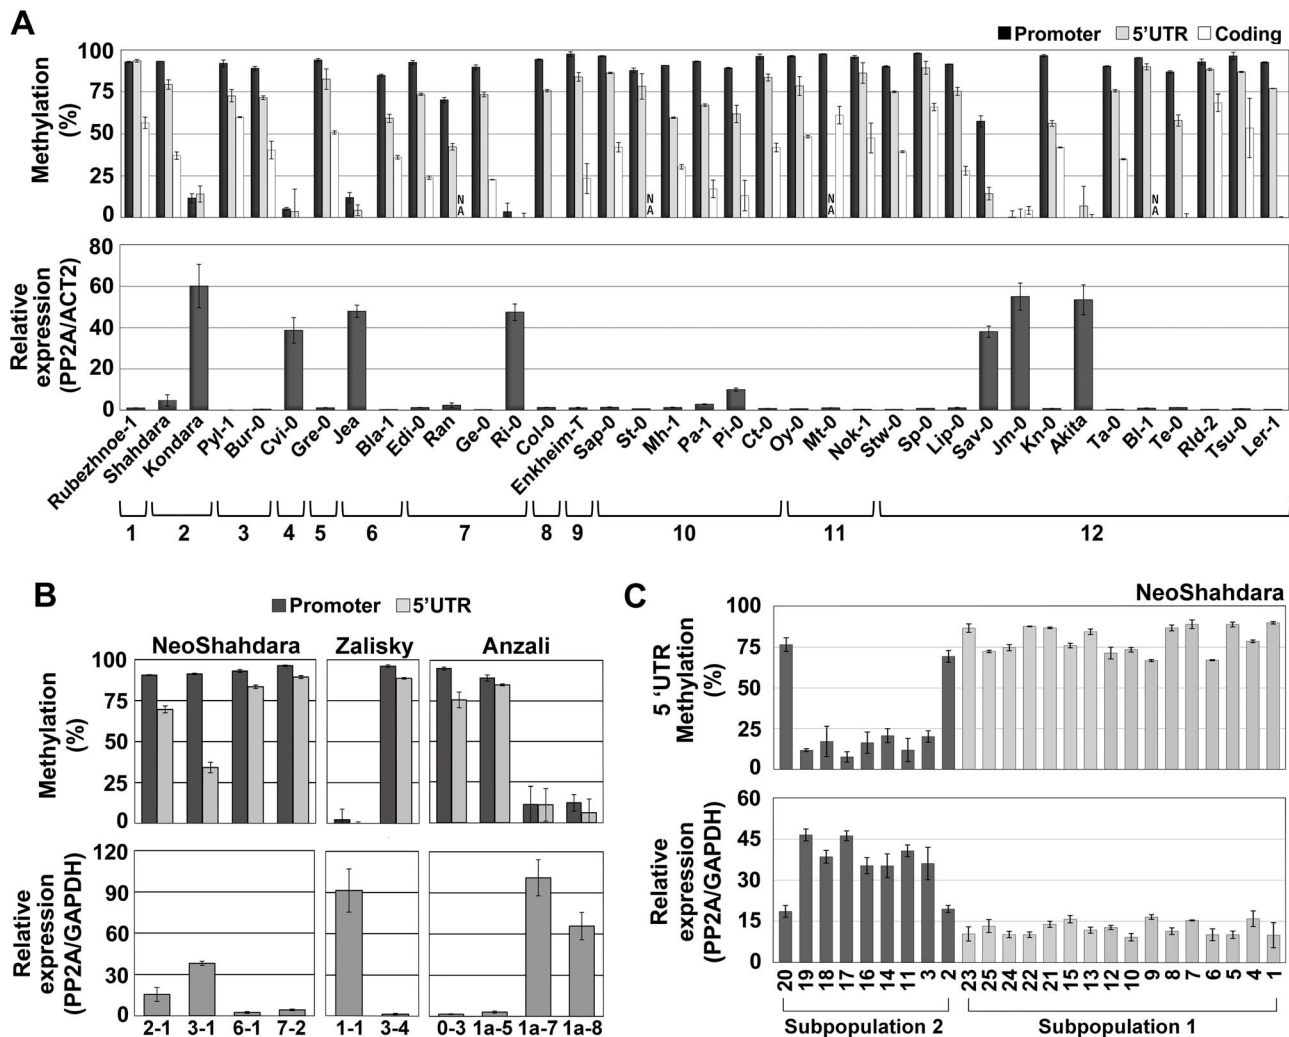 A
Promoter 5'UTR Coding
Methylation
(%)
100
75
50
25
0
N
A
N
A
N
A
N
A
Relative
expression
(PP2A/ACT2)
80
60
40
20
0
Rubezhnoe-1
Shahdara
Kondara
Pyl-1
Bur-0
Cvi-0
Gre-0
Jea
Bla-1
Edi-0
Ran
Ge-0
Ri-0
Col-0
Enkheim-T
Sap-0
St-0
Mh-1
Pa-1
Pi-0
Ct-0
Oy-0
Mt-0
Nok-1
Stw-0
Sp-0
Lip-0
Sav-0
Jm-0
Kn-0
Akita
Ta-0
Bl-1
Te-0
Rld-2
Tsu-0
Ler-1
1 2 3 4 5 6 7 8 9 10 11 12
B
Promoter 5'UTR
NeoShahdara Zalisky Anzali
Methylation
(%)
100
75
50
25
0
Relative
expression
(PP2A/GAPDH)
120
90
60
30
0
2-1 3-1 6-1 7-2 1-1 3-4 0-3 1a-5 1a-7 1a-8
C
NeoShahdara
5 ‘UTR
Methylation
(%)
100
75
50
25
0
Relative
expression
(PP2A/GAPDH)
60
45
30
15
0
20 19 18 17 16 14 11 3 2 23 25 24 22 21 15 13 12 10 9 8 7 6 5 4 1
Subpopulation 2 Subpopulation 1